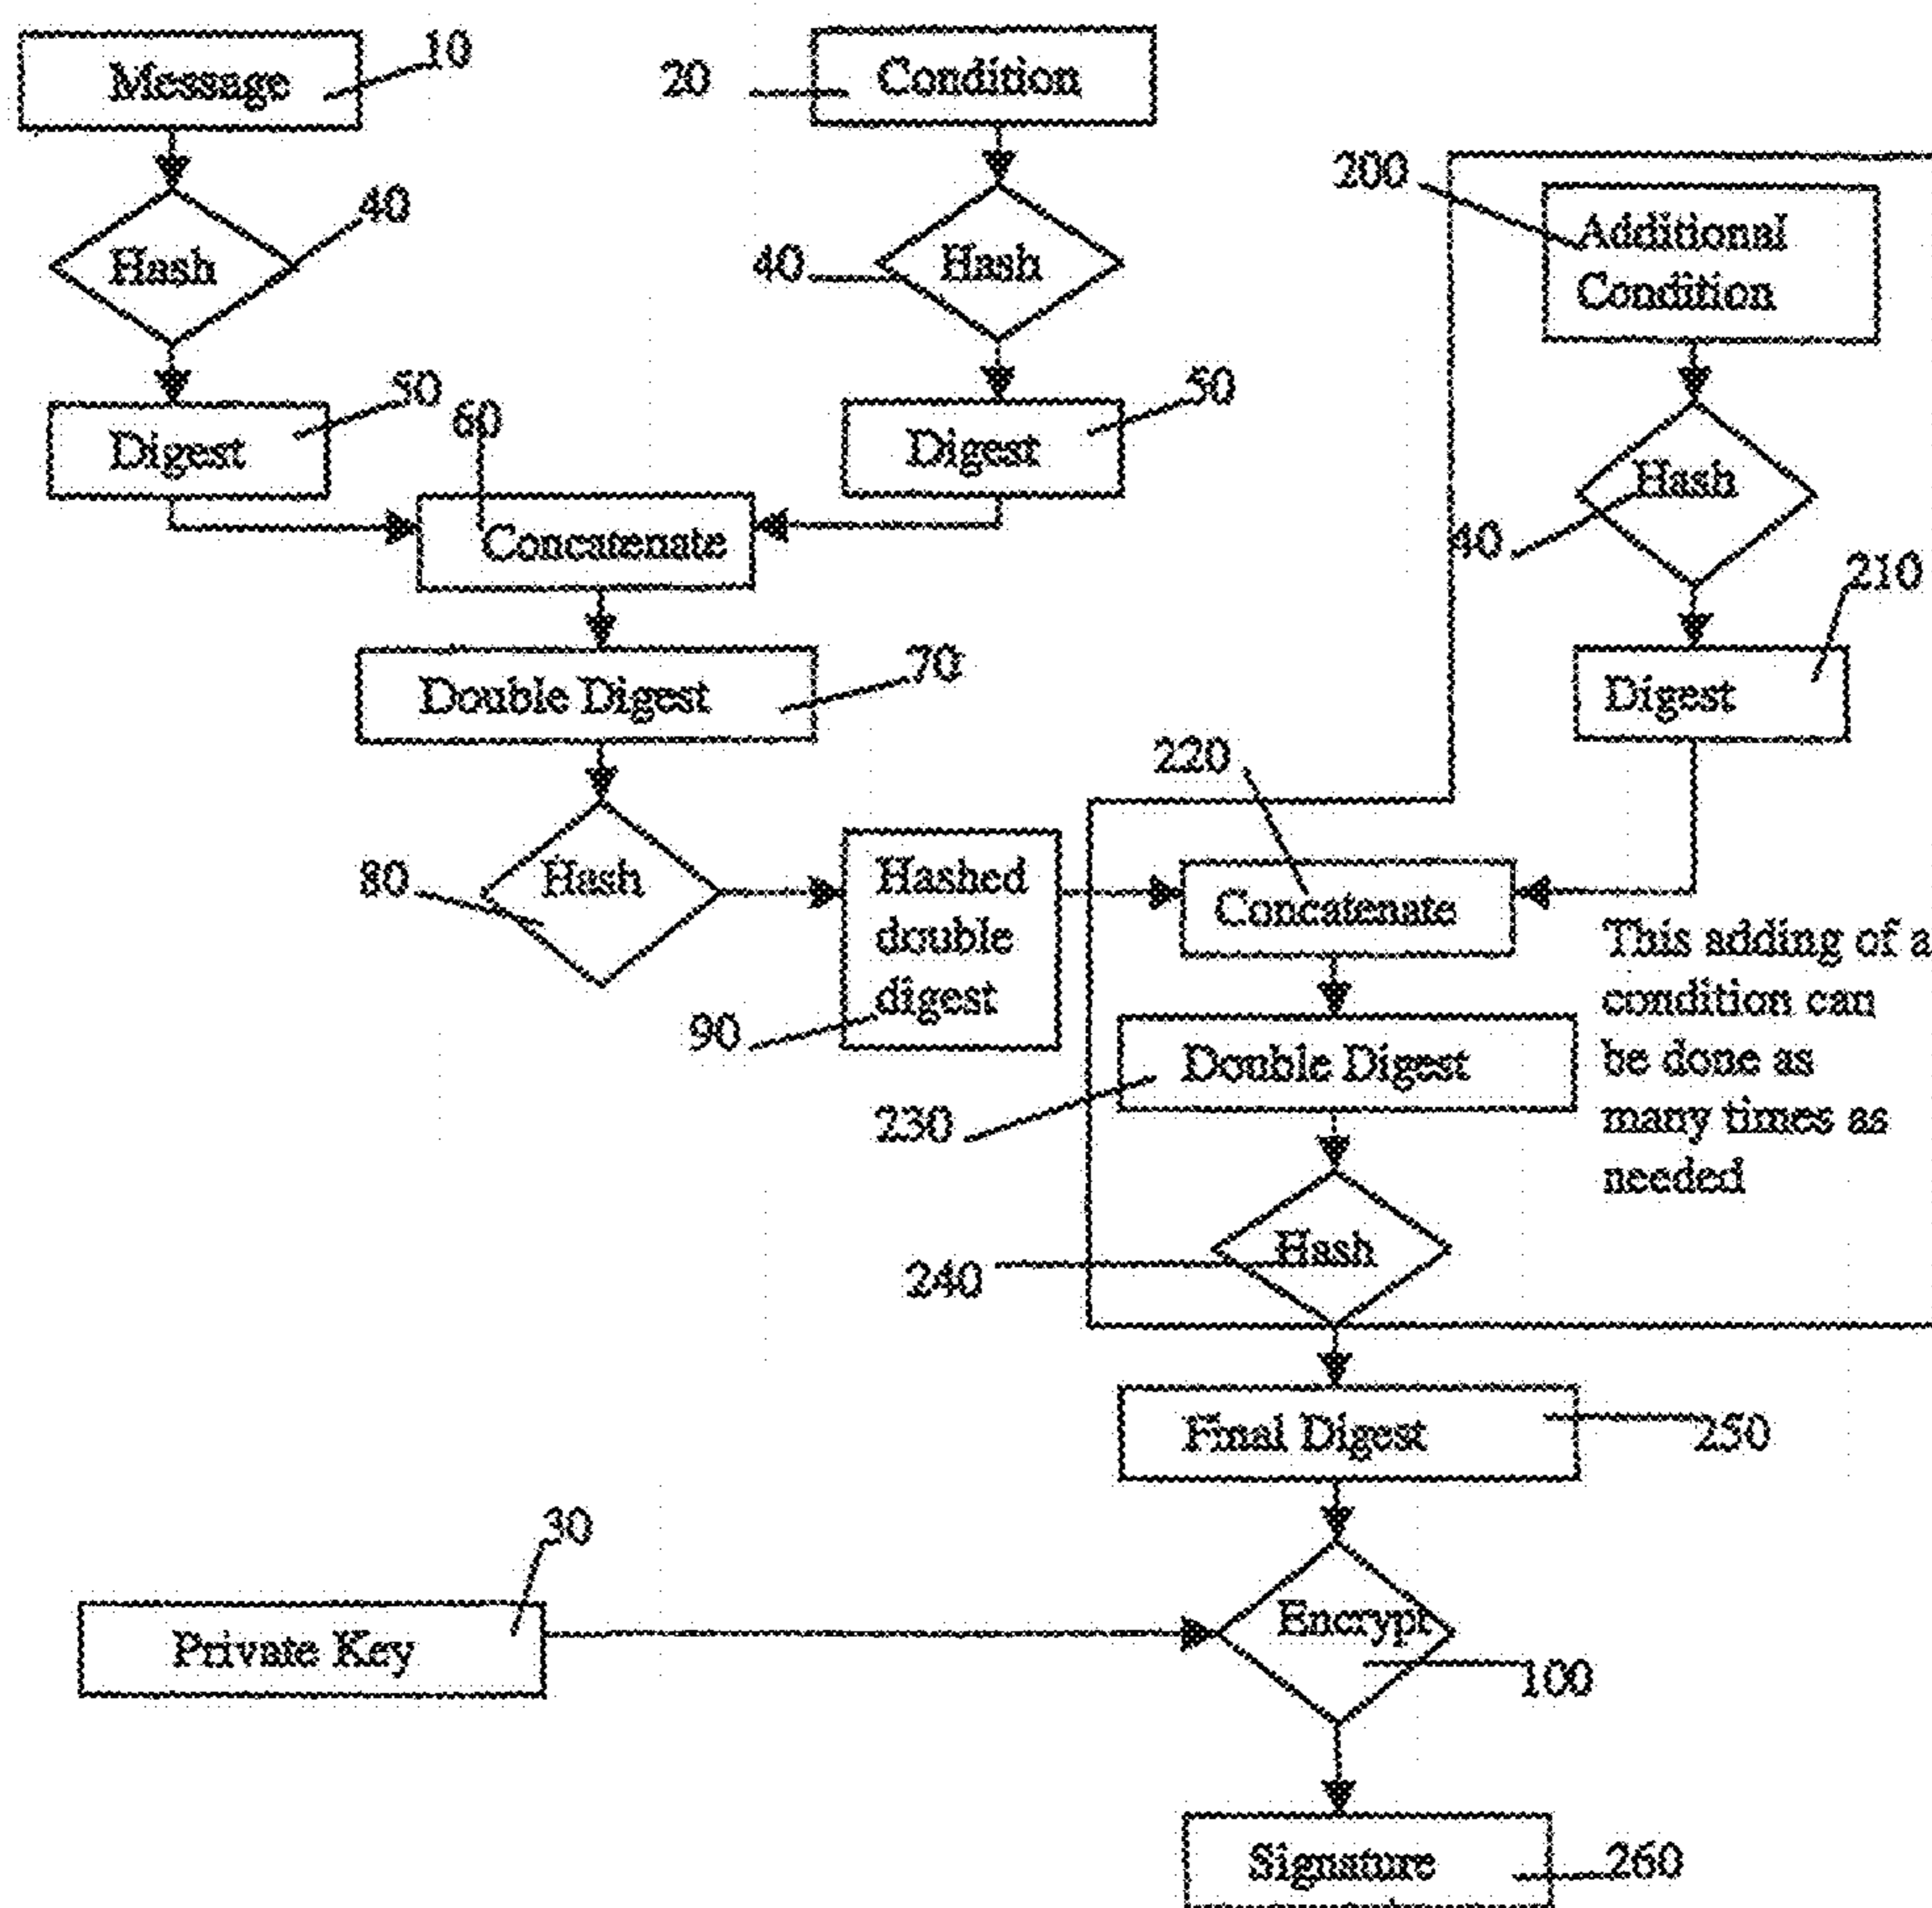 Message
10
20
Condition
Hash
40
40
Hash
200
Additional
Condition
Digest
50
60
Digest
50
Hash
40
Concatenate
210
Digest
Double Digest
70
220
80
Hash
Hashed
double
digest
90
Concatenate
This adding of a
condition can
be done as
many times as
needed
Double Digest
230
Hash
240
Final Digest
250
30
Private Key
Encrypt
100
Signature
260